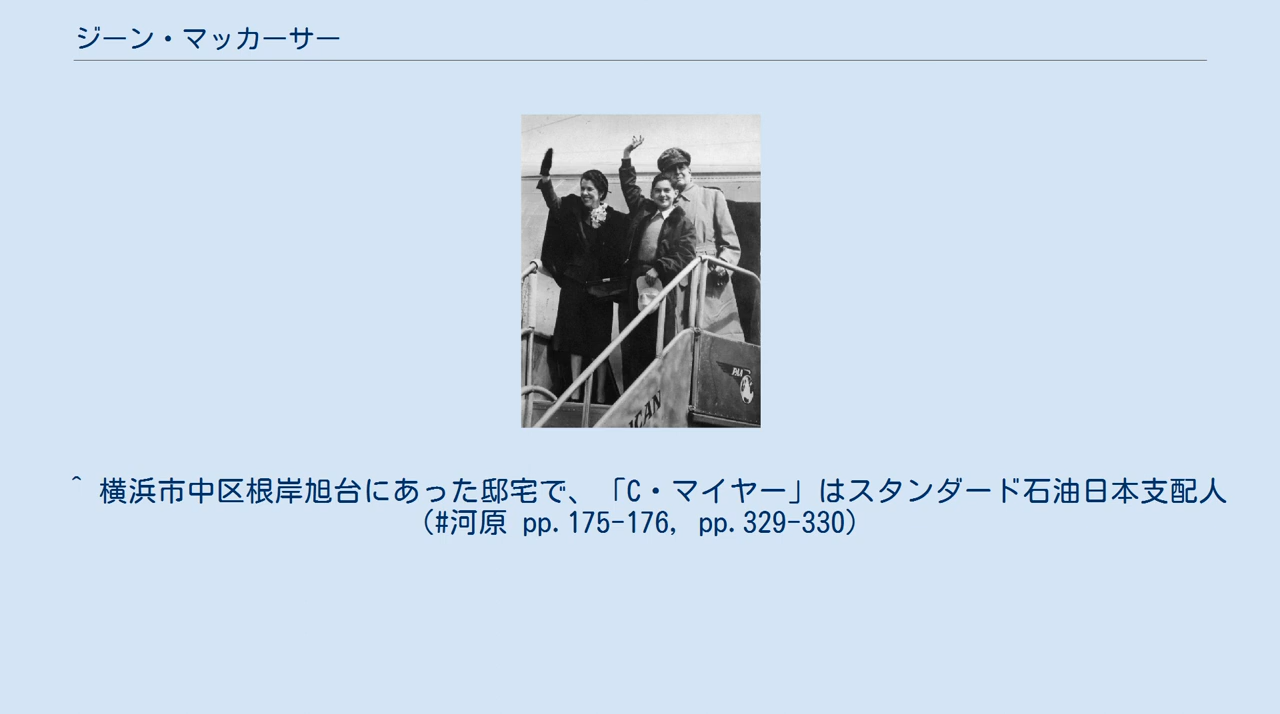 ジーン・マッカーサー
PAA
ICAN
^ 横浜市中区根岸旭台にあった邸宅で、「C・マイヤー」はスタンダード石油日本支配人
(#河原 pp.175-176, pp.329-330)